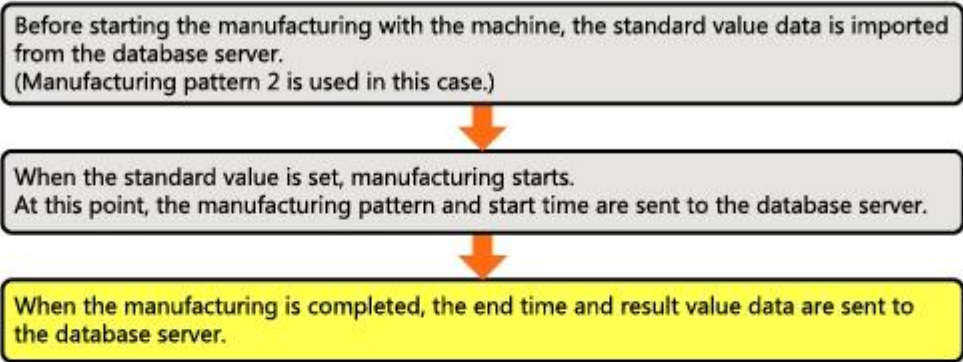 Before starting the manufacturing with the machine, the standard value data is imported
from the database server.
(Manufacturing pattern 2 is used in this case.)
When the standard value is set, manufacturing starts.
At this point, the manufacturing pattern and start time are sent to the database server.
When the manufacturing is completed, the end time and result value data are sent to
the database server.